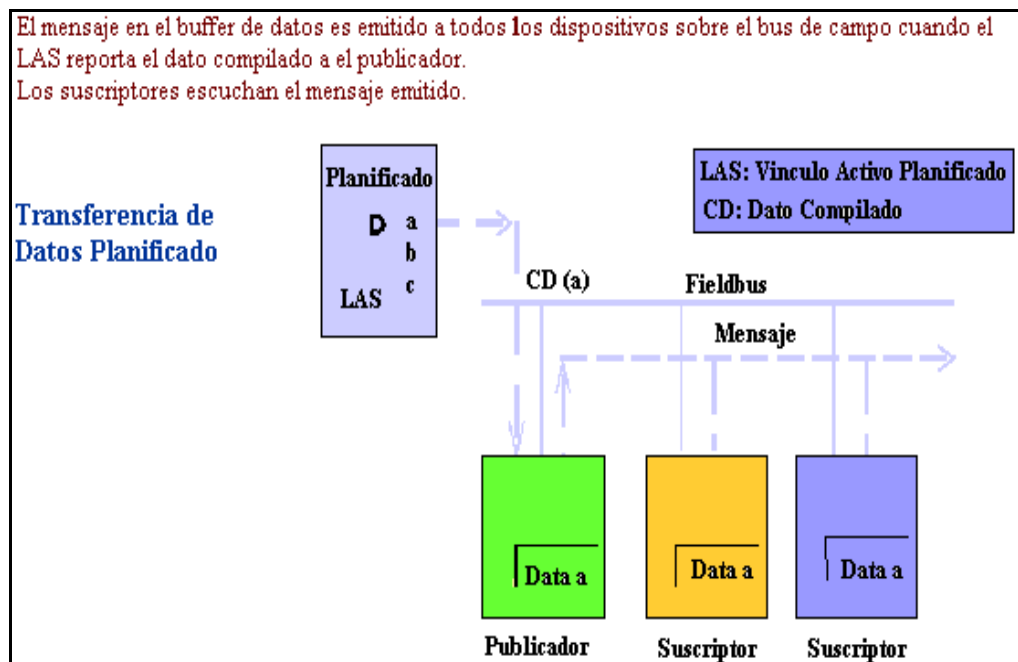 El mensaje en el buffer de datos es emitido a todos los dispositivos sobre el bus de campo cuando el
LAS reporta el dato compilado a el publicador.
Los suscriptores escuchan el mensaje emitido.
Planificado
D a
b
c
LAS
LAS: Vinculo Activo Planificado
CD: Dato Compilado
Transferencia de
Datos Planificado
CD (a)
Fieldbus
Mensaje
Data a
Data a
Data a
Publicador
Suscriptor
Suscriptor